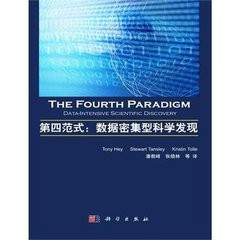 THE FOURTH PARADIGM
DATA-INTENSIVE SCIENTIFIC DISCOVERY
第四范式：数据密集型科学发现
Tony Hey Stewart Tansley Kristin Tolle
潘教峰 张晓林 等 译
科学出版社